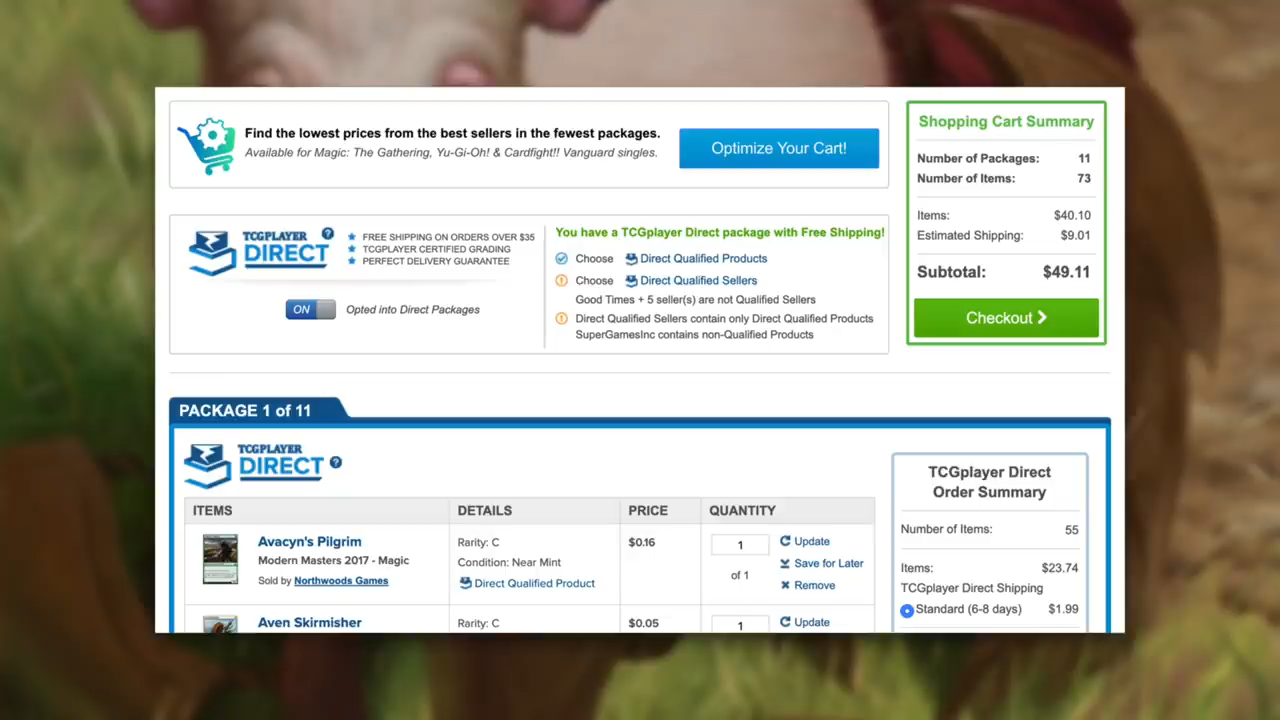 Find the lowest prices from the best sellers in the fewest packages.
Available for Magic: The Gathering, Yu-Gi-Oh! & Cardfight!! Vanguard singles.
Optimize Your Cart!
Shopping Cart Summary
Number of Packages: 11
Number of Items: 73
Items: $40.10
Estimated Shipping: $9.01
Subtotal: $49.11
Checkout
TCGPLAYER
DIRECT ?
FREE SHIPPING ON ORDERS OVER $35
TCGPLAYER CERTIFIED GRADING
PERFECT DELIVERY GUARANTEE
ON Opted into Direct Packages
You have a TCGplayer Direct package with Free Shipping!
Choose Direct Qualified Products
Choose Direct Qualified Sellers
Good Times + 5 seller(s) are not Qualified Sellers
Direct Qualified Sellers contain only Direct Qualified Products
SuperGamesInc contains non-Qualified Products
PACKAGE 1 of 11
TCGPLAYER
DIRECT ?
ITEMS DETAILS PRICE QUANTITY
Avacyn's Pilgrim
Modern Masters 2017 - Magic
Sold by Northwoods Games
Rarity: C
Condition: Near Mint
Direct Qualified Product
$0.16
1
of 1
Update
Save for Later
Remove
Aven Skirmisher
Rarity: C
$0.05
1
Update
TCGplayer Direct
Order Summary
Number of Items: 55
Items: $23.74
TCGplayer Direct Shipping
Standard (6-8 days) $1.99